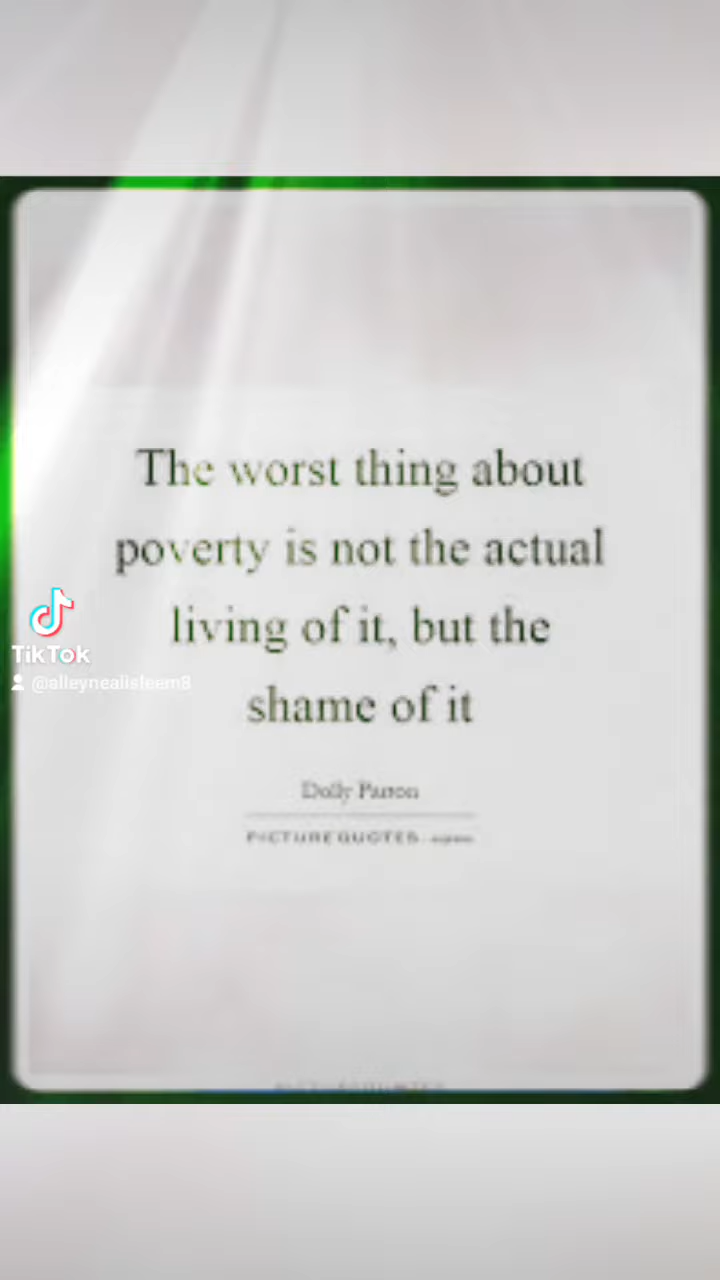 The worst thing about
poverty is not the actual
living of it, but the
shame of it
Dolly Parton
PICTURE QUOTES
TikTok
@alleynealisleem8